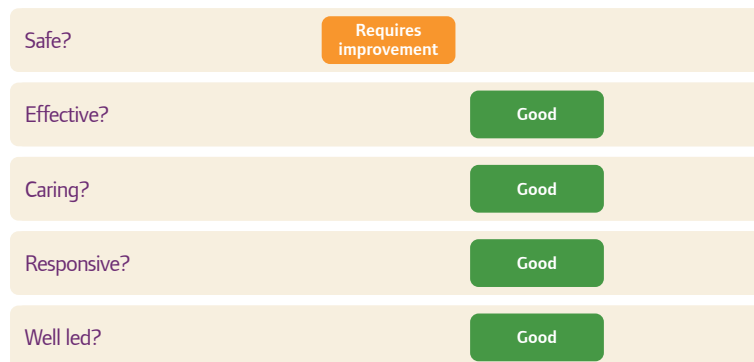 Safe?
Requires
improvement
Effective?
Good
Caring?
Good
Responsive?
Good
Well led?
Good